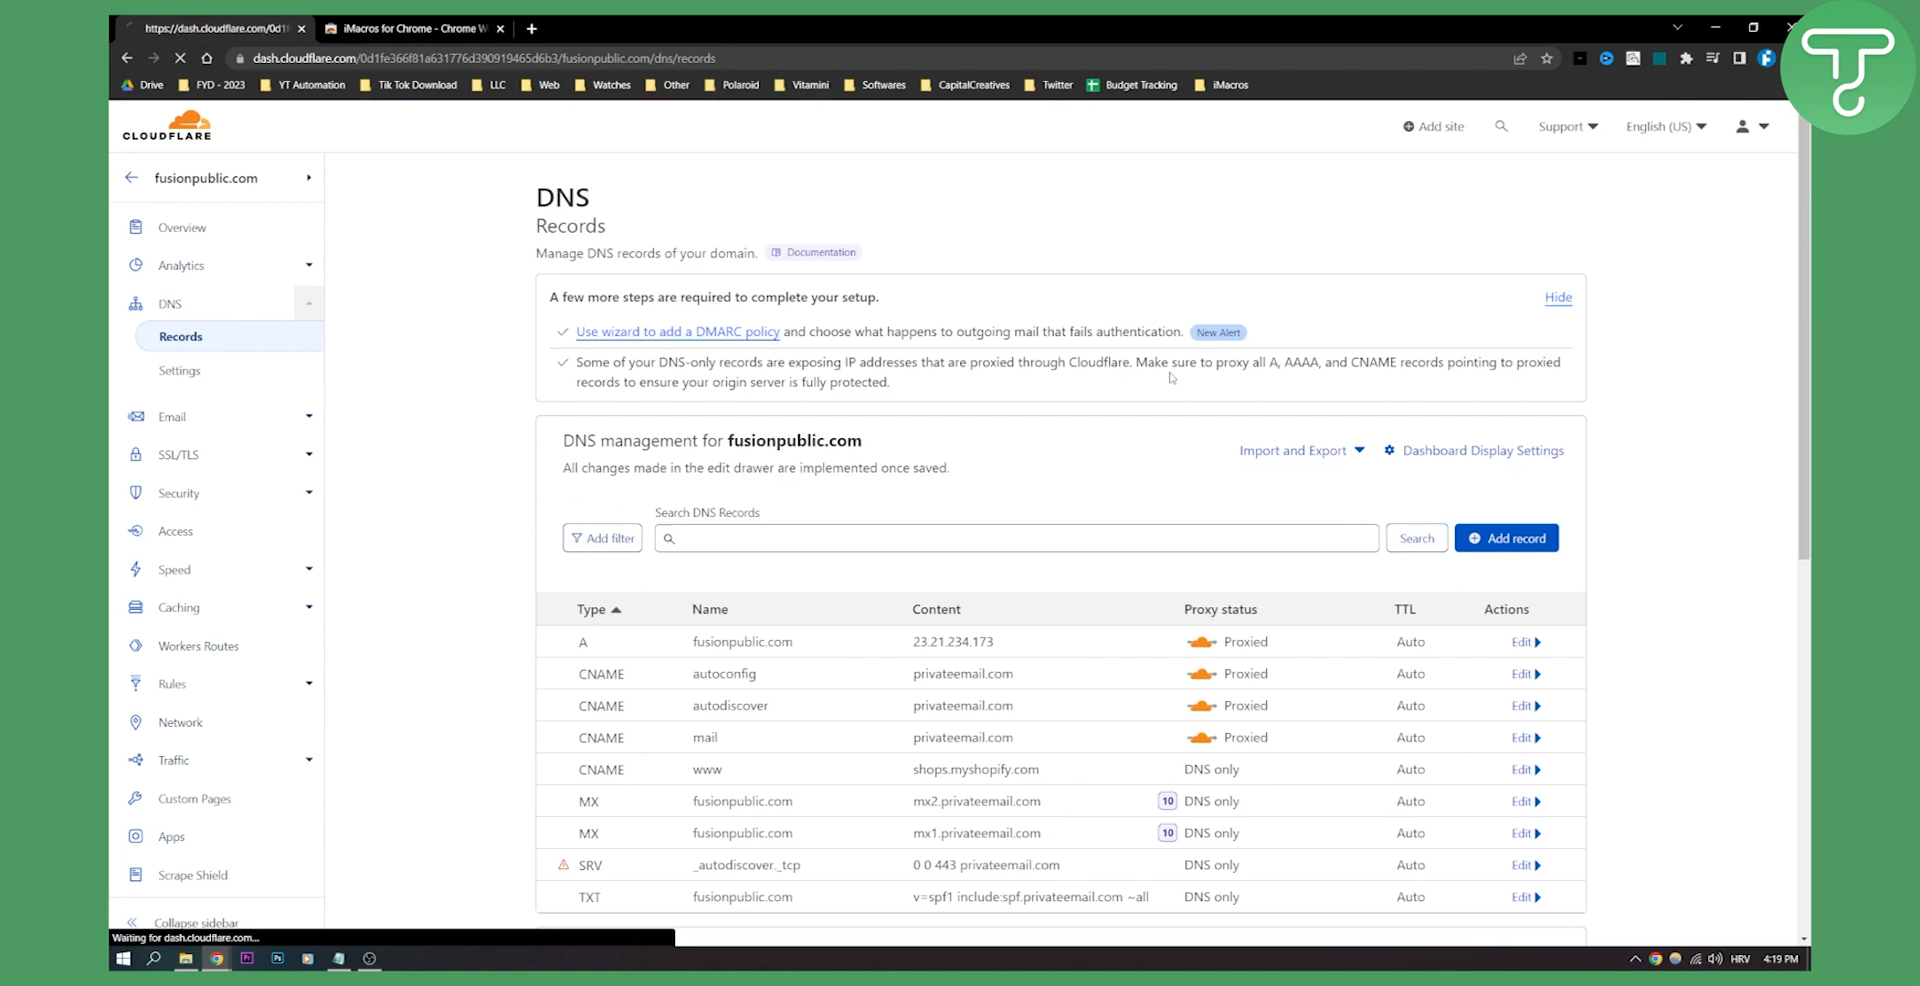 https://dash.cloudflare.com/0d1f
iMacros for Chrome - Chrome W
dash.cloudflare.com/0d1fe366f81a631776d390919465d6b3/fusionpublic.com/dns/records
Drive FYD - 2023 YT Automation Tik Tok Download LLC Web Watches Other Polaroid Vitamini Softwares CapitalCreatives Twitter Budget Tracking iMacros
CLOUDFLARE
Add site Support English (US)
fusionpublic.com
Overview
Analytics
DNS
Records
Settings
Email
SSL/TLS
Security
Access
Speed
Caching
Workers Routes
Rules
Network
Traffic
Custom Pages
Apps
Scrape Shield
Collapse sidebar
DNS
Records
Manage DNS records of your domain. Documentation
A few more steps are required to complete your setup. Hide
Use wizard to add a DMARC policy and choose what happens to outgoing mail that fails authentication. New Alert
Some of your DNS-only records are exposing IP addresses that are proxied through Cloudflare. Make sure to proxy all A, AAAA, and CNAME records pointing to proxied
records to ensure your origin server is fully protected.
DNS management for fusionpublic.com
Import and Export Dashboard Display Settings
All changes made in the edit drawer are implemented once saved.
Search DNS Records
Add filter Search Add record
Type Name Content Proxy status TTL Actions
A fusionpublic.com 23.21.234.173 Proxied Auto Edit
CNAME autoconfig privateemail.com Proxied Auto Edit
CNAME autodiscover privateemail.com Proxied Auto Edit
CNAME mail privateemail.com Proxied Auto Edit
CNAME www shops.myshopify.com DNS only Auto Edit
MX fusionpublic.com mx2.privateemail.com 10 DNS only Auto Edit
MX fusionpublic.com mx1.privateemail.com 10 DNS only Auto Edit
SRV _autodiscover._tcp 0 0 443 privateemail.com DNS only Auto Edit
TXT fusionpublic.com v=spf1 include:spf.privateemail.com ~all DNS only Auto Edit
Waiting for dash.cloudflare.com...
Pr Ps
HRV 4:19 PM